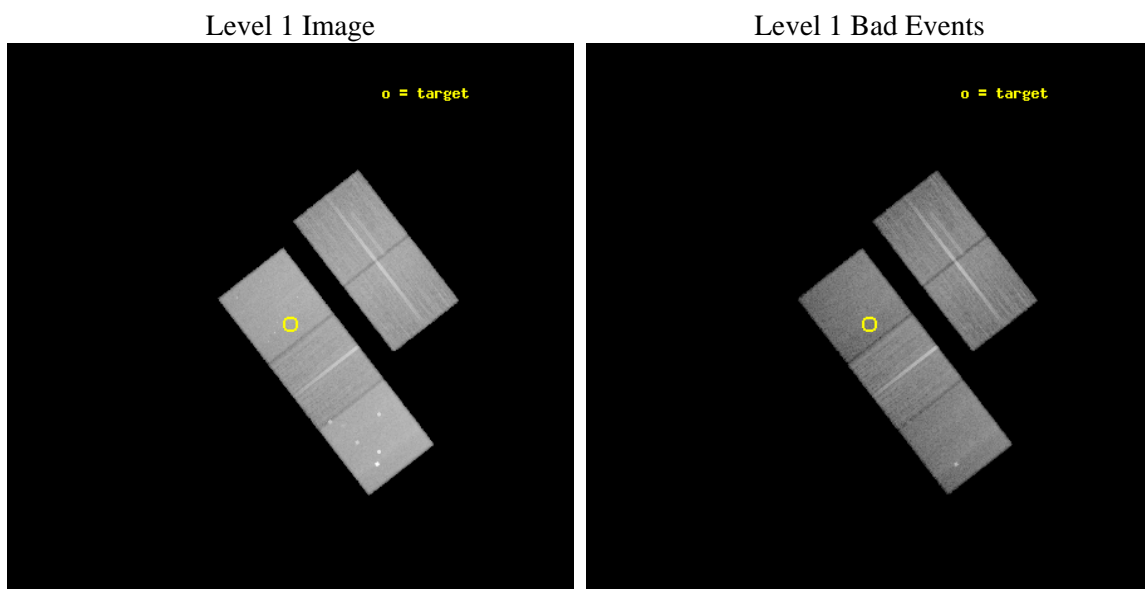 Level 1 Image
Level 1 Bad Events
o = target
o = target